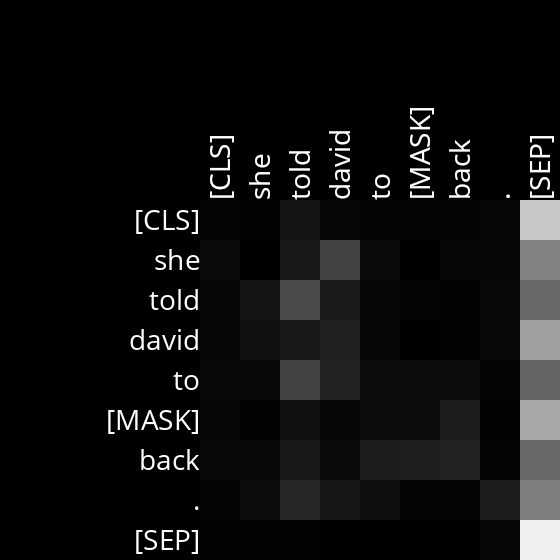 [CLS] she told david to [MASK] back . [SEP]
[CLS]
she
told
david
to
[MASK]
back
.
[SEP]